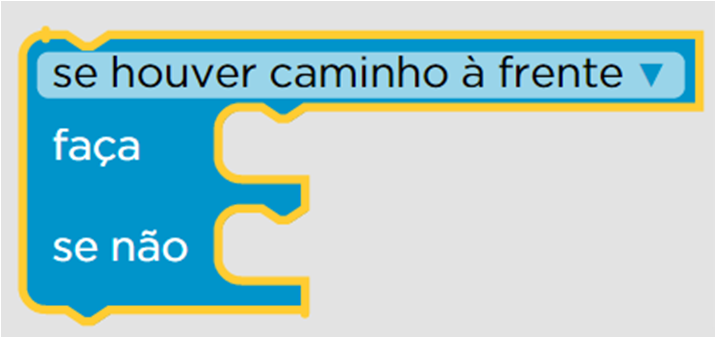 se houver caminho à frente ▼
faça
se não